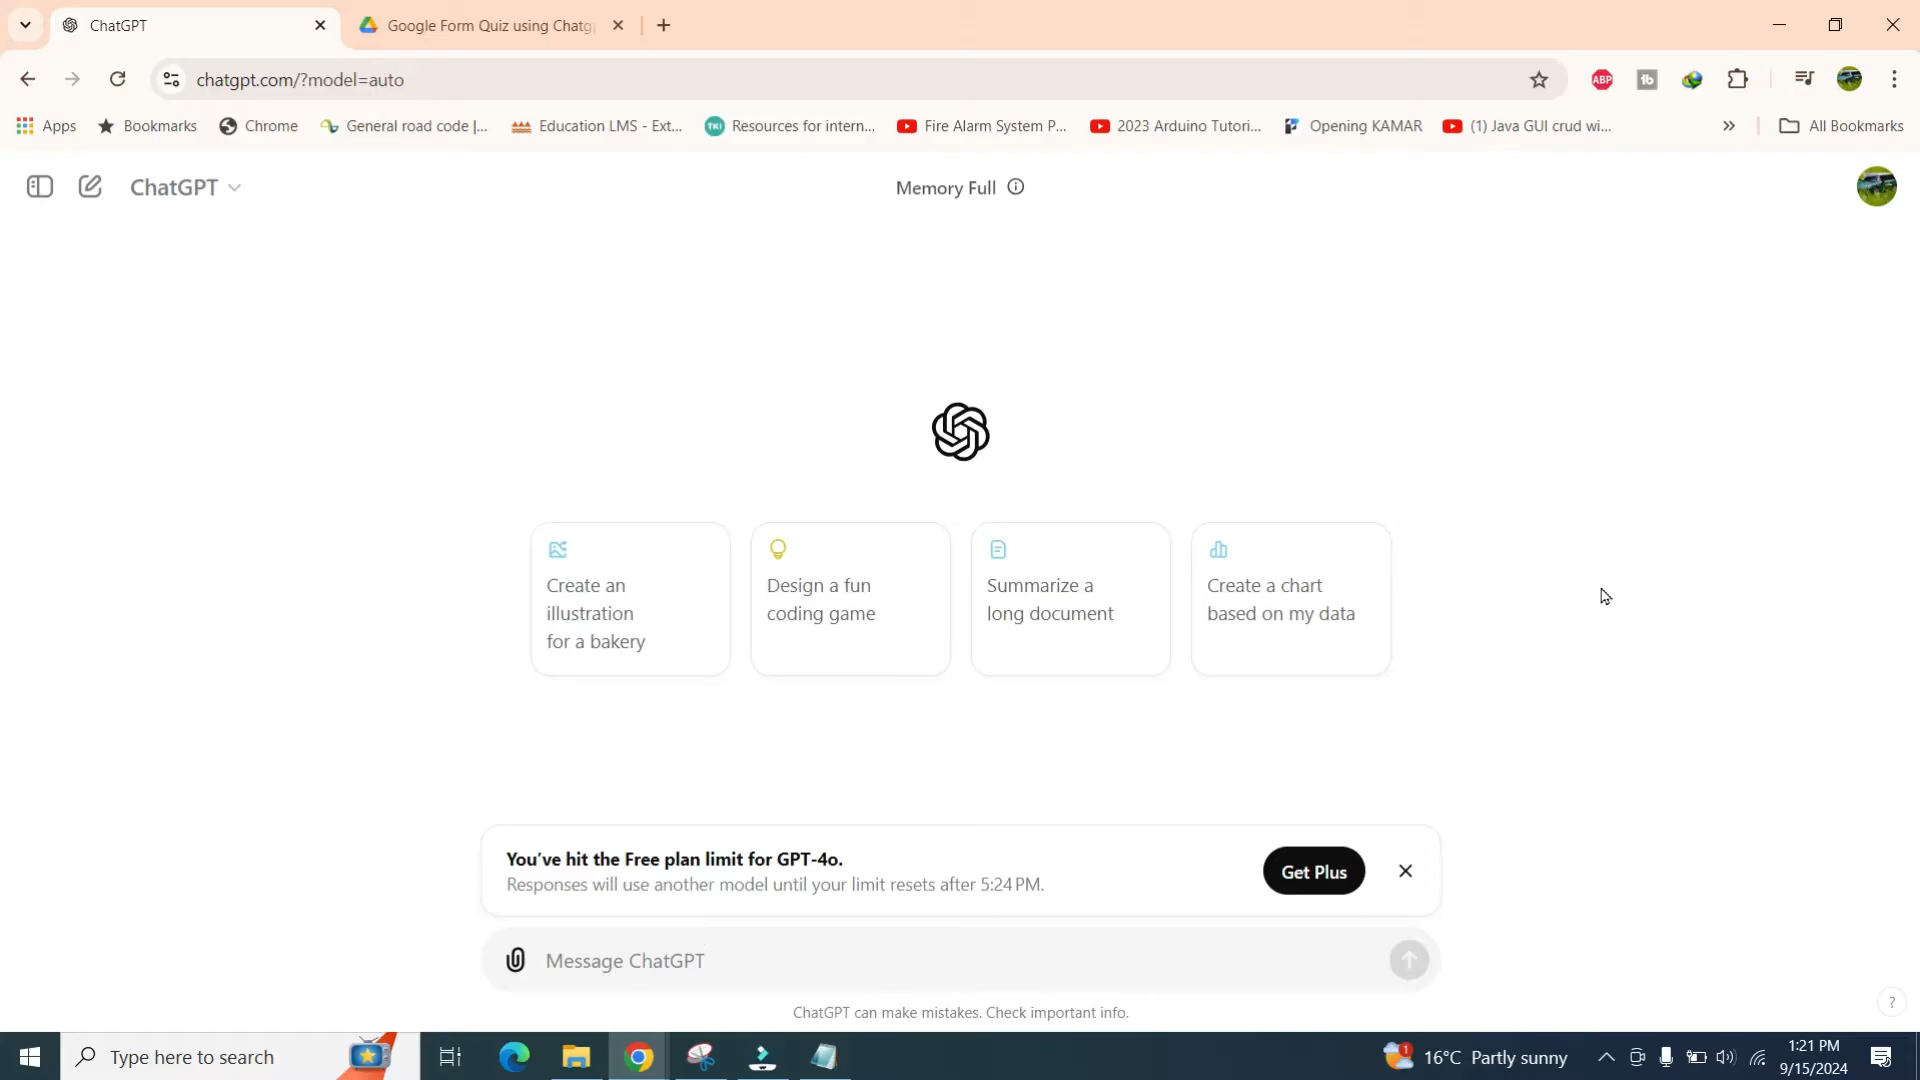 ChatGPT
Google Form Quiz using Chatg
chatgpt.com/?model=auto
ABP
tb
Apps
Bookmarks
Chrome
General road code |...
Education LMS - Ext...
TKI
Resources for intern...
Fire Alarm System P...
2023 Arduino Tutori...
Opening KAMAR
(1) Java GUI crud wi...
»
All Bookmarks
ChatGPT
Memory Full
Create an
illustration
for a bakery
Design a fun
coding game
Summarize a
long document
Create a chart
based on my data
You've hit the Free plan limit for GPT-4o.
Responses will use another model until your limit resets after 5:24 PM.
Get Plus
Message ChatGPT
ChatGPT can make mistakes. Check important info.
?
Type here to search
1
16°C Partly sunny
1:21 PM
9/15/2024